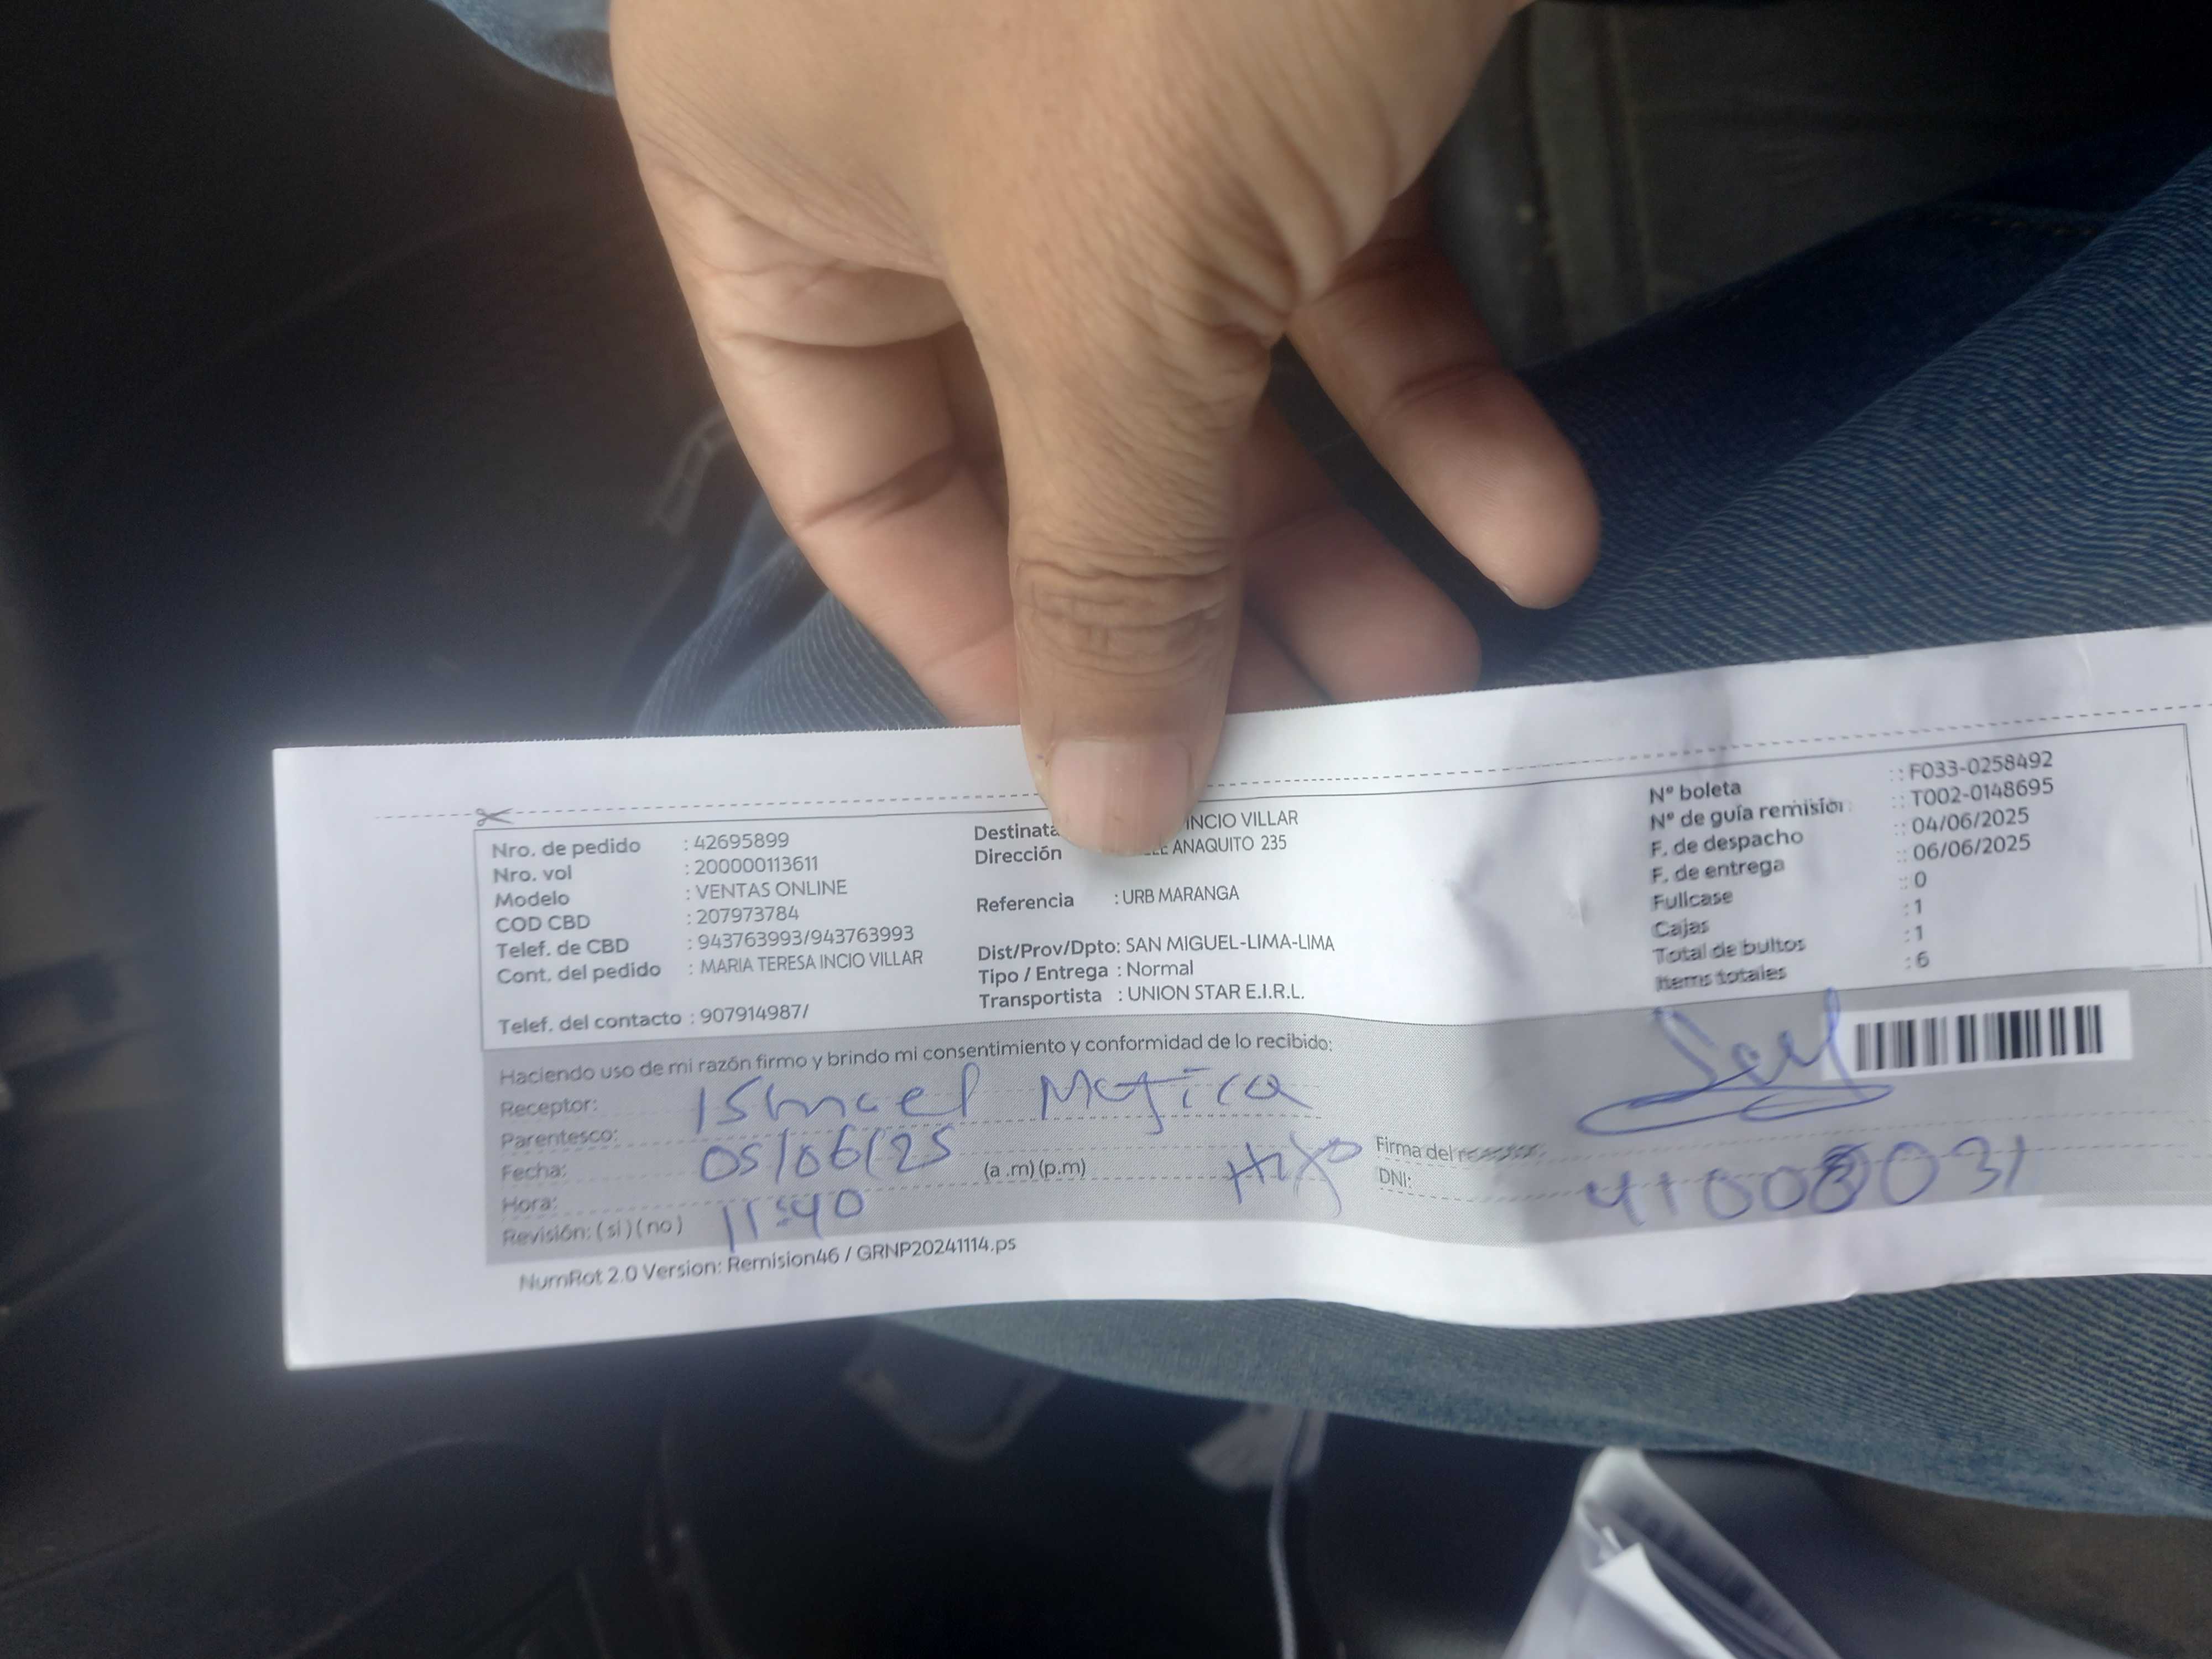 Nro. de pedido : 42695899
Nro. vol : 200000113611
Modelo : VENTAS ONLINE
COD CBD : 207973784
Telef. de CBD : 943763993/943763993
Cont. del pedido : MARIA TERESA INCIO VILLAR
Telef. del contacto : 907914987/
Destinata INCIO VILLAR
Dirección ANAQUITO 235
Referencia : URB MARANGA
Dist/Prov/Dpto: SAN MIGUEL-LIMA-LIMA
Tipo / Entrega : Normal
Transportista : UNION STAR E.I.R.L.
Nº boleta :: F033-0258492
Nº de guía remisión :: T002-0148695
F. de despacho :: 04/06/2025
F. de entrega :: 06/06/2025
Fullcase :: 0
Cajas : 1
Total de bultos : 1
Items totales : 6
Haciendo uso de mi razón firmo y brindo mi consentimiento y conformidad de lo recibido:
Receptor: Ismael Mojica
Parentesco: Hijo
Fecha: 05/06/25 (a .m) (p.m)
Hora: 11:40
Revisión: ( si ) ( no )
Firma del receptor:
DNI: 41008031
NumRot 2.0 Version: Remision46 / GRNP20241114.ps